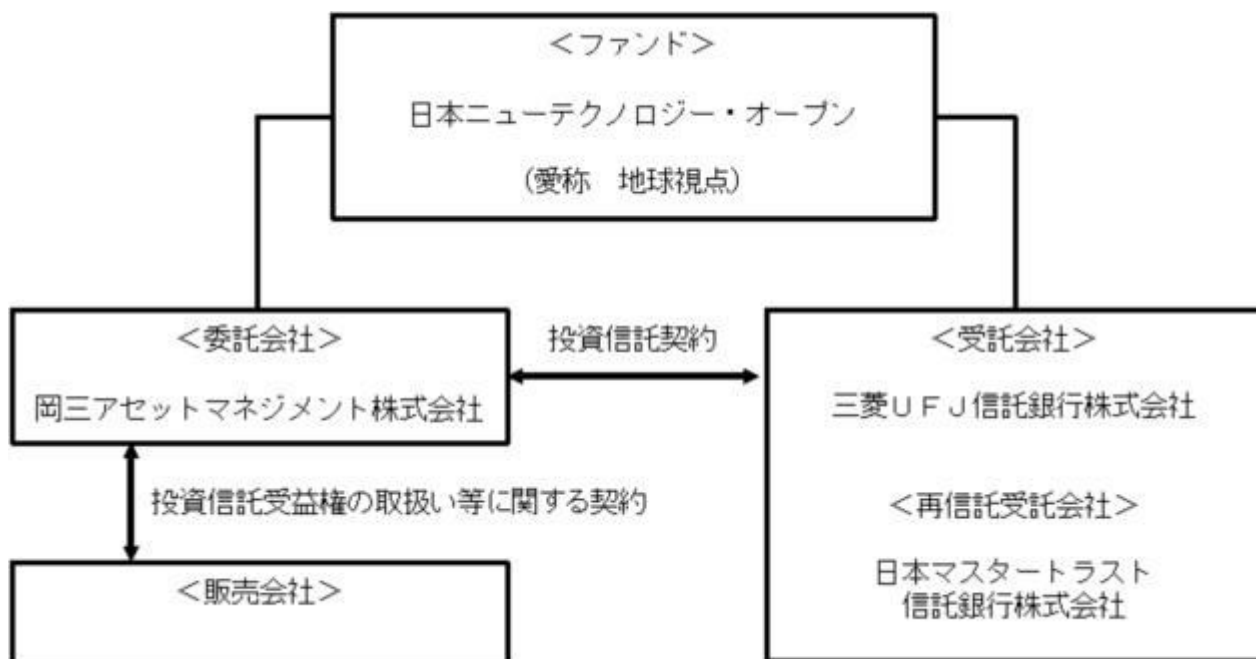 ＜ファンド＞
日本ニューテクノロジー・オープン
(愛称　地球視点)
＜委託会社＞
岡三アセットマネジメント株式会社
投資信託契約
＜受託会社＞
三菱ＵＦＪ信託銀行株式会社
＜再信託受託会社＞
日本マスタートラスト
信託銀行株式会社
投資信託受益権の取扱い等に関する契約
＜販売会社＞